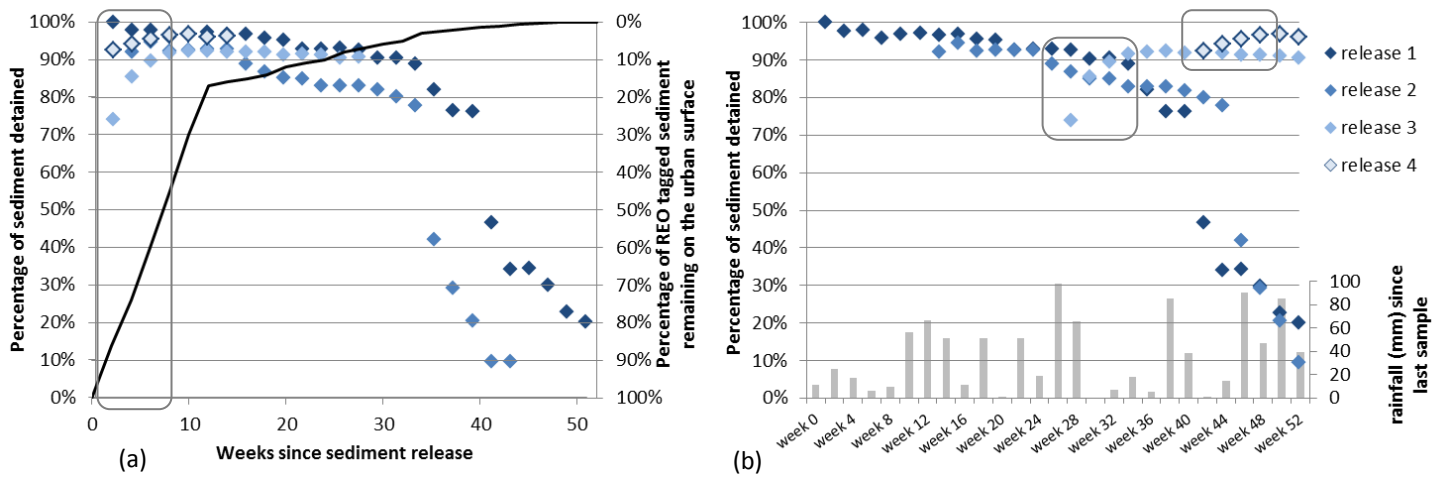 100%
90%
80%
70%
60%
50%
40%
30%
20%
10%
0%
Percentage of sediment detained
0%
10%
20%
30%
40%
50%
60%
70%
80%
90%
100%
Percentage of REO tagged sediment
remaining on the urban surface
0
10
20
30
40
50
Weeks since sediment release
(a)
100%
90%
80%
70%
60%
50%
40%
30%
20%
10%
0%
Percentage of sediment detained
release 1
release 2
release 3
release 4
100
80
60
40
20
0
rainfall (mm) since
last sample
week 0
week 4
week 8
week 12
week 16
week 20
week 24
week 28
week 32
week 36
week 40
week 44
week 48
week 52
(b)